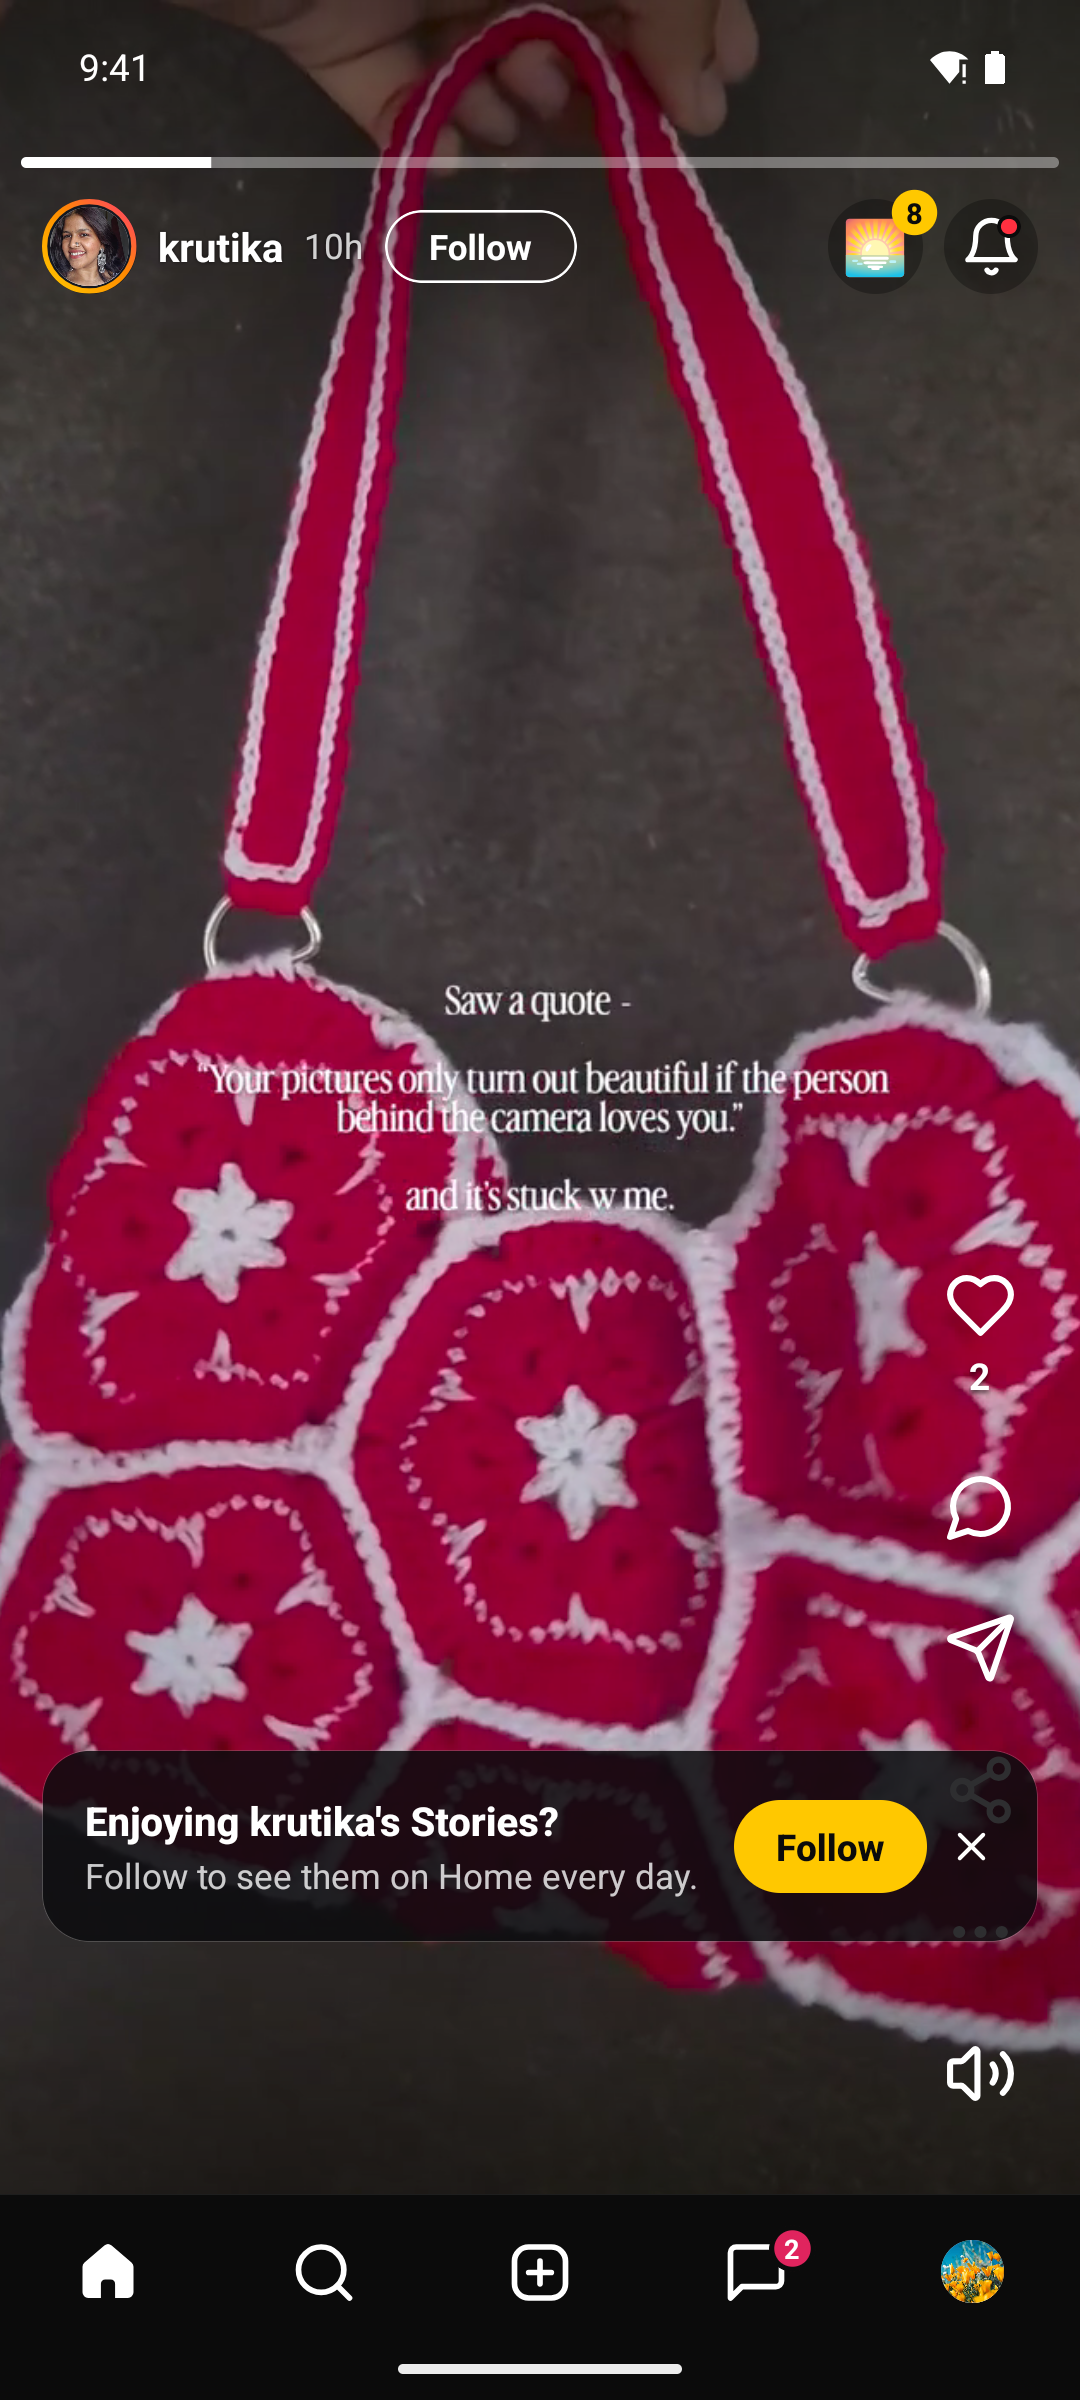 9:41
krutika 10h Follow
8
Saw a quote -
“Your pictures only turn out beautiful if the person
behind the camera loves you.”
and it's stuck w me.
2
Enjoying krutika's Stories?
Follow to see them on Home every day.
Follow
2